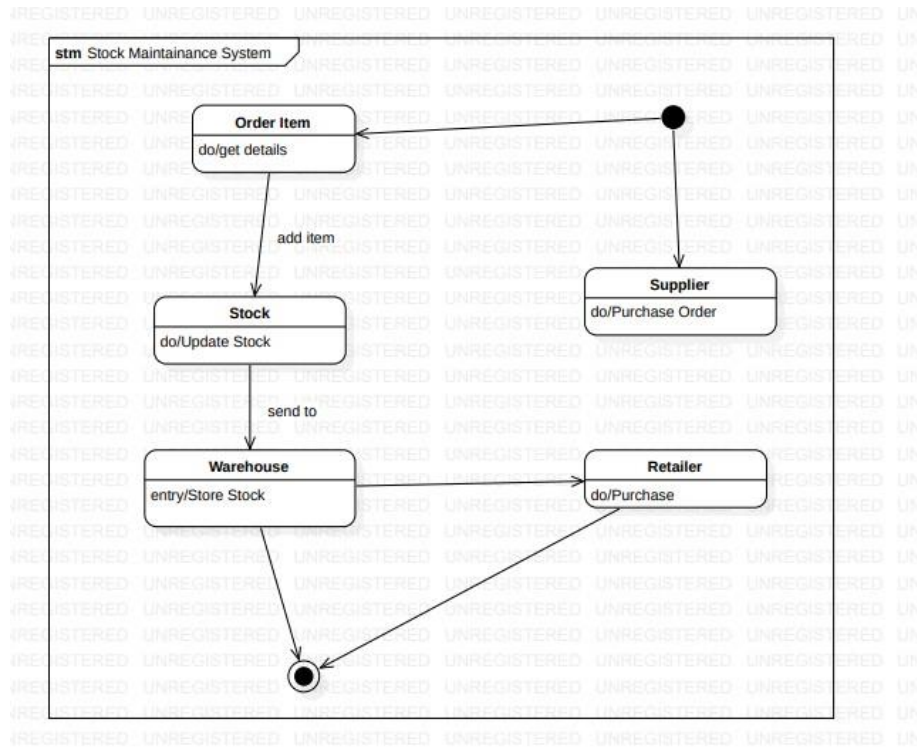 stm Stock Maintainance System
Order Item
do/get details
add item
Supplier
do/Purchase Order
Stock
do/Update Stock
send to
Warehouse
entry/Store Stock
Retailer
do/Purchase
UNREGISTERED